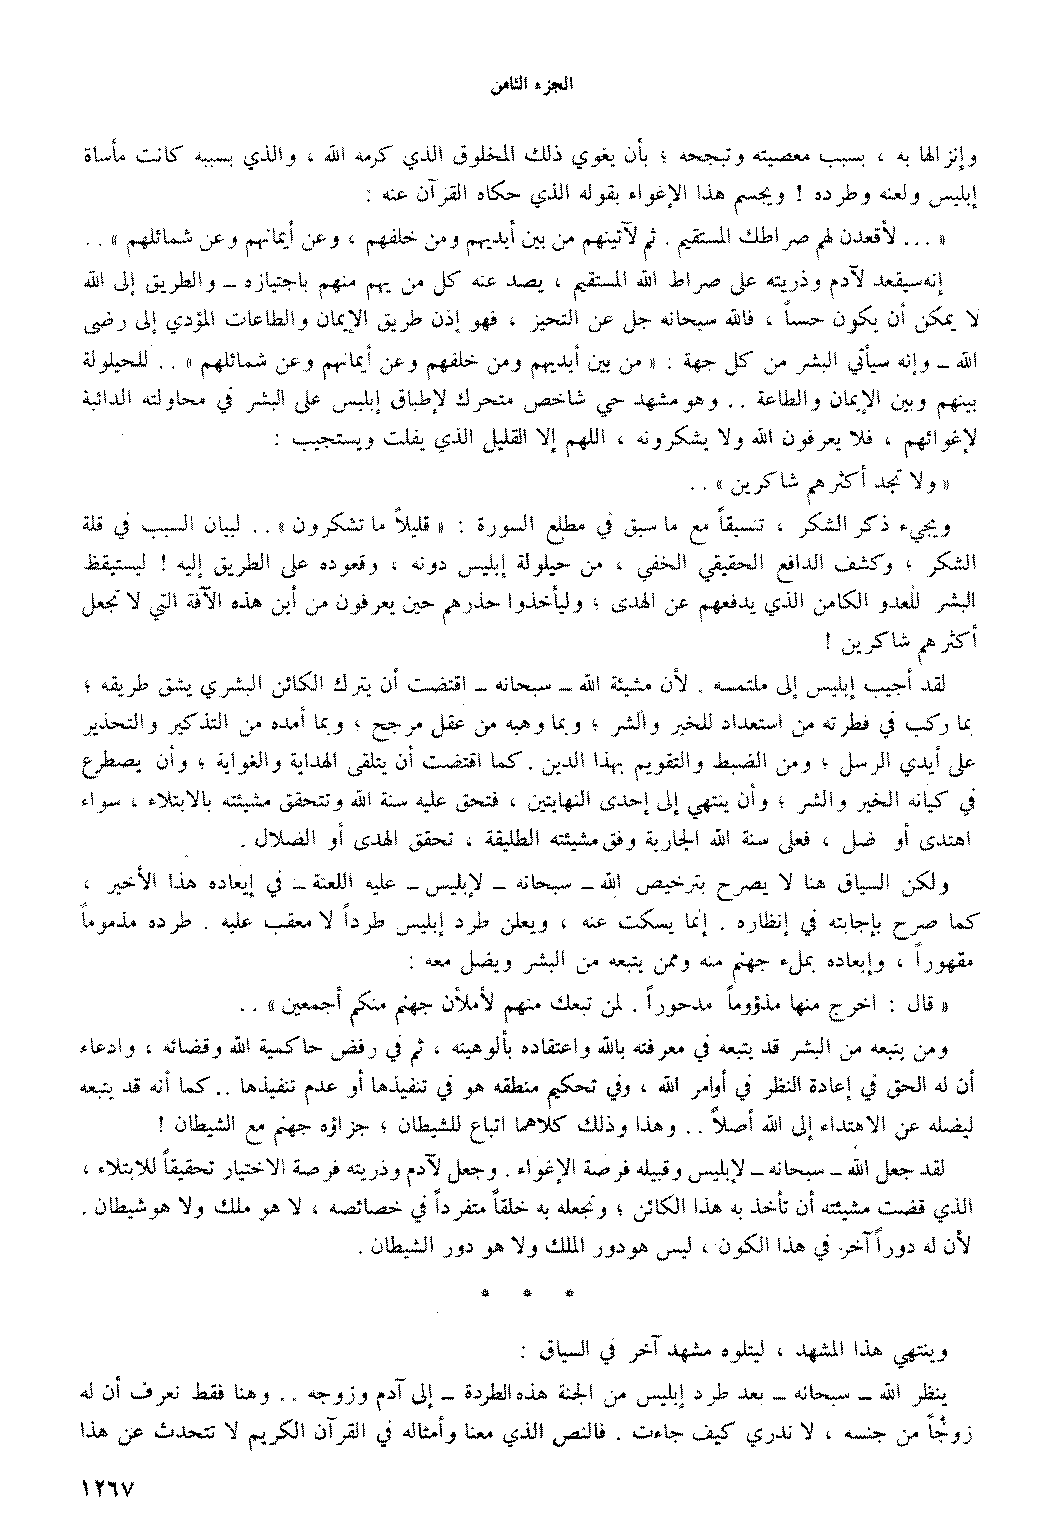 الجزء الثامن
وإنزالها به ، بسبب معصيته وتبجحه ؛ بأن يغوي ذلك المخلوق الذي كرمه الله ، والذي بسببه كانت مأساة
إبليس ولعنه وطرده ! ويجسم هذا الإغواء بقوله الذي حكاه القرآن عنه :
« ... لأقعدن لهم صراطك المستقيم . ثم لآتينهم من بين أيديهم ومن خلفهم ، وعن أيمانهم وعن شمائلهم » ..
إنه سيقعد لآدم وذريته على صراط الله المستقيم ، يصد عنه كل من يهم منهم باجتيازه – والطريق إلى الله
لا يمكن أن يكون حساً ، فالله سبحانه جل عن التحيز ، فهو إذن طريق الإيمان والطاعات المؤدي إلى رضى
الله – وإنه سيأتي البشر من كل جهة : « من بين أيديهم ومن خلفهم وعن أيمانهم وعن شمائلهم » .. للحيلولة
بينهم وبين الإيمان والطاعة .. وهو مشهد حي شاخص متحرك لإطباق إبليس على البشر في محاولته الدائبة
لإغوائهم ، فلا يعرفون الله ولا يشكرونه ، اللهم إلا القليل الذي يفلت ويستجيب :
« ولا تجد أكثرهم شاكرين » ..
ويجيء ذكر الشكر ، تنسيقاً مع ما سبق في مطلع السورة : « قليلاً ما تشكرون » .. لبيان السبب في قلة
الشكر ؛ وكشف الدافع الحقيقي الخفي ، من حيلولة إبليس دونه ، وقعوده على الطريق إليه ! ليستيقظ
البشر للعدو الكامن الذي يدفعهم عن الهدى ؛ وليأخذوا حذرهم حين يعرفون من أين هذه الآفة التي لا تجعل
أكثرهم شاكرين !
لقد أجيب إبليس إلى ملتمسه . لأن مشيئة الله – سبحانه – اقتضت أن يترك الكائن البشري يشق طريقه ؛
بما ركب في فطرته من استعداد للخير والشر ؛ وبما وهبه من عقل مرجح ؛ وبما أمده من التذكير والتحذير
على أيدي الرسل ؛ ومن الضبط والتقويم بهذا الدين . كما اقتضت أن يتلقى الهداية والغواية ؛ وأن يصطرع
في كيانه الخير والشر ؛ وأن ينتهي إلى إحدى النهايتين ، فتحق عليه سنة الله وتتحقق مشيئته بالابتلاء ، سواء
اهتدى أو ضل ، فعلى سنة الله الجارية وفق مشيئته الطليقة ، تحقق الهدى أو الضلال .
ولكن السياق هنا لا يصرح بترخيص الله – سبحانه – لإبليس – عليه اللعنة – في إيعاده هذا الأخير ،
كما صرح بإجابته في إنظاره . إنما يسكت عنه ، ويعلن طرد إبليس طرداً لا معقب عليه . طرده مذموماً
مقهوراً ، وإيعاده بملء جهنم منه وممن يتبعه من البشر ويضل معه :
« قال : اخرج منها مذؤوماً مدحوراً . لمن تبعك منهم لأملأن جهنم منكم أجمعين » ..
ومن يتبعه من البشر قد يتبعه في معرفته بالله واعتقاده بألوهيته ، ثم في رفض حاكمية الله وقضائه ، وادعاء
أن له الحق في إعادة النظر في أوامر الله ، وفي تحكيم منطقه هو في تنفيذها أو عدم تنفيذها .. كما أنه قد يتبعه
ليضله عن الاهتداء إلى الله أصلاً .. وهذا وذلك كلاهما اتباع للشيطان ؛ جزاؤه جهنم مع الشيطان !
لقد جعل الله – سبحانه – لإبليس وقبيله فرصة الإغواء . وجعل لآدم وذريته فرصة الاختيار تحقيقاً للابتلاء ،
الذي قضت مشيئته أن تأخذ به هذا الكائن ؛ وتجعله به خلقاً متفرداً في خصائصه ، لا هو ملك ولا هو شيطان .
لأن له دوراً آخر في هذا الكون ، ليس هو دور الملك ولا هو دور الشيطان .
* * *
وينتهي هذا المشهد ، ليتلوه مشهد آخر في السياق :
ينظر الله – سبحانه – بعد طرد إبليس من الجنة هذه الطردة – إلى آدم وزوجه .. وهنا فقط نعرف أن له
زوجاً من جنسه ، لا ندري كيف جاءت . فالنص الذي معنا وأمثاله في القرآن الكريم لا تتحدث عن هذا
١٢٦٧